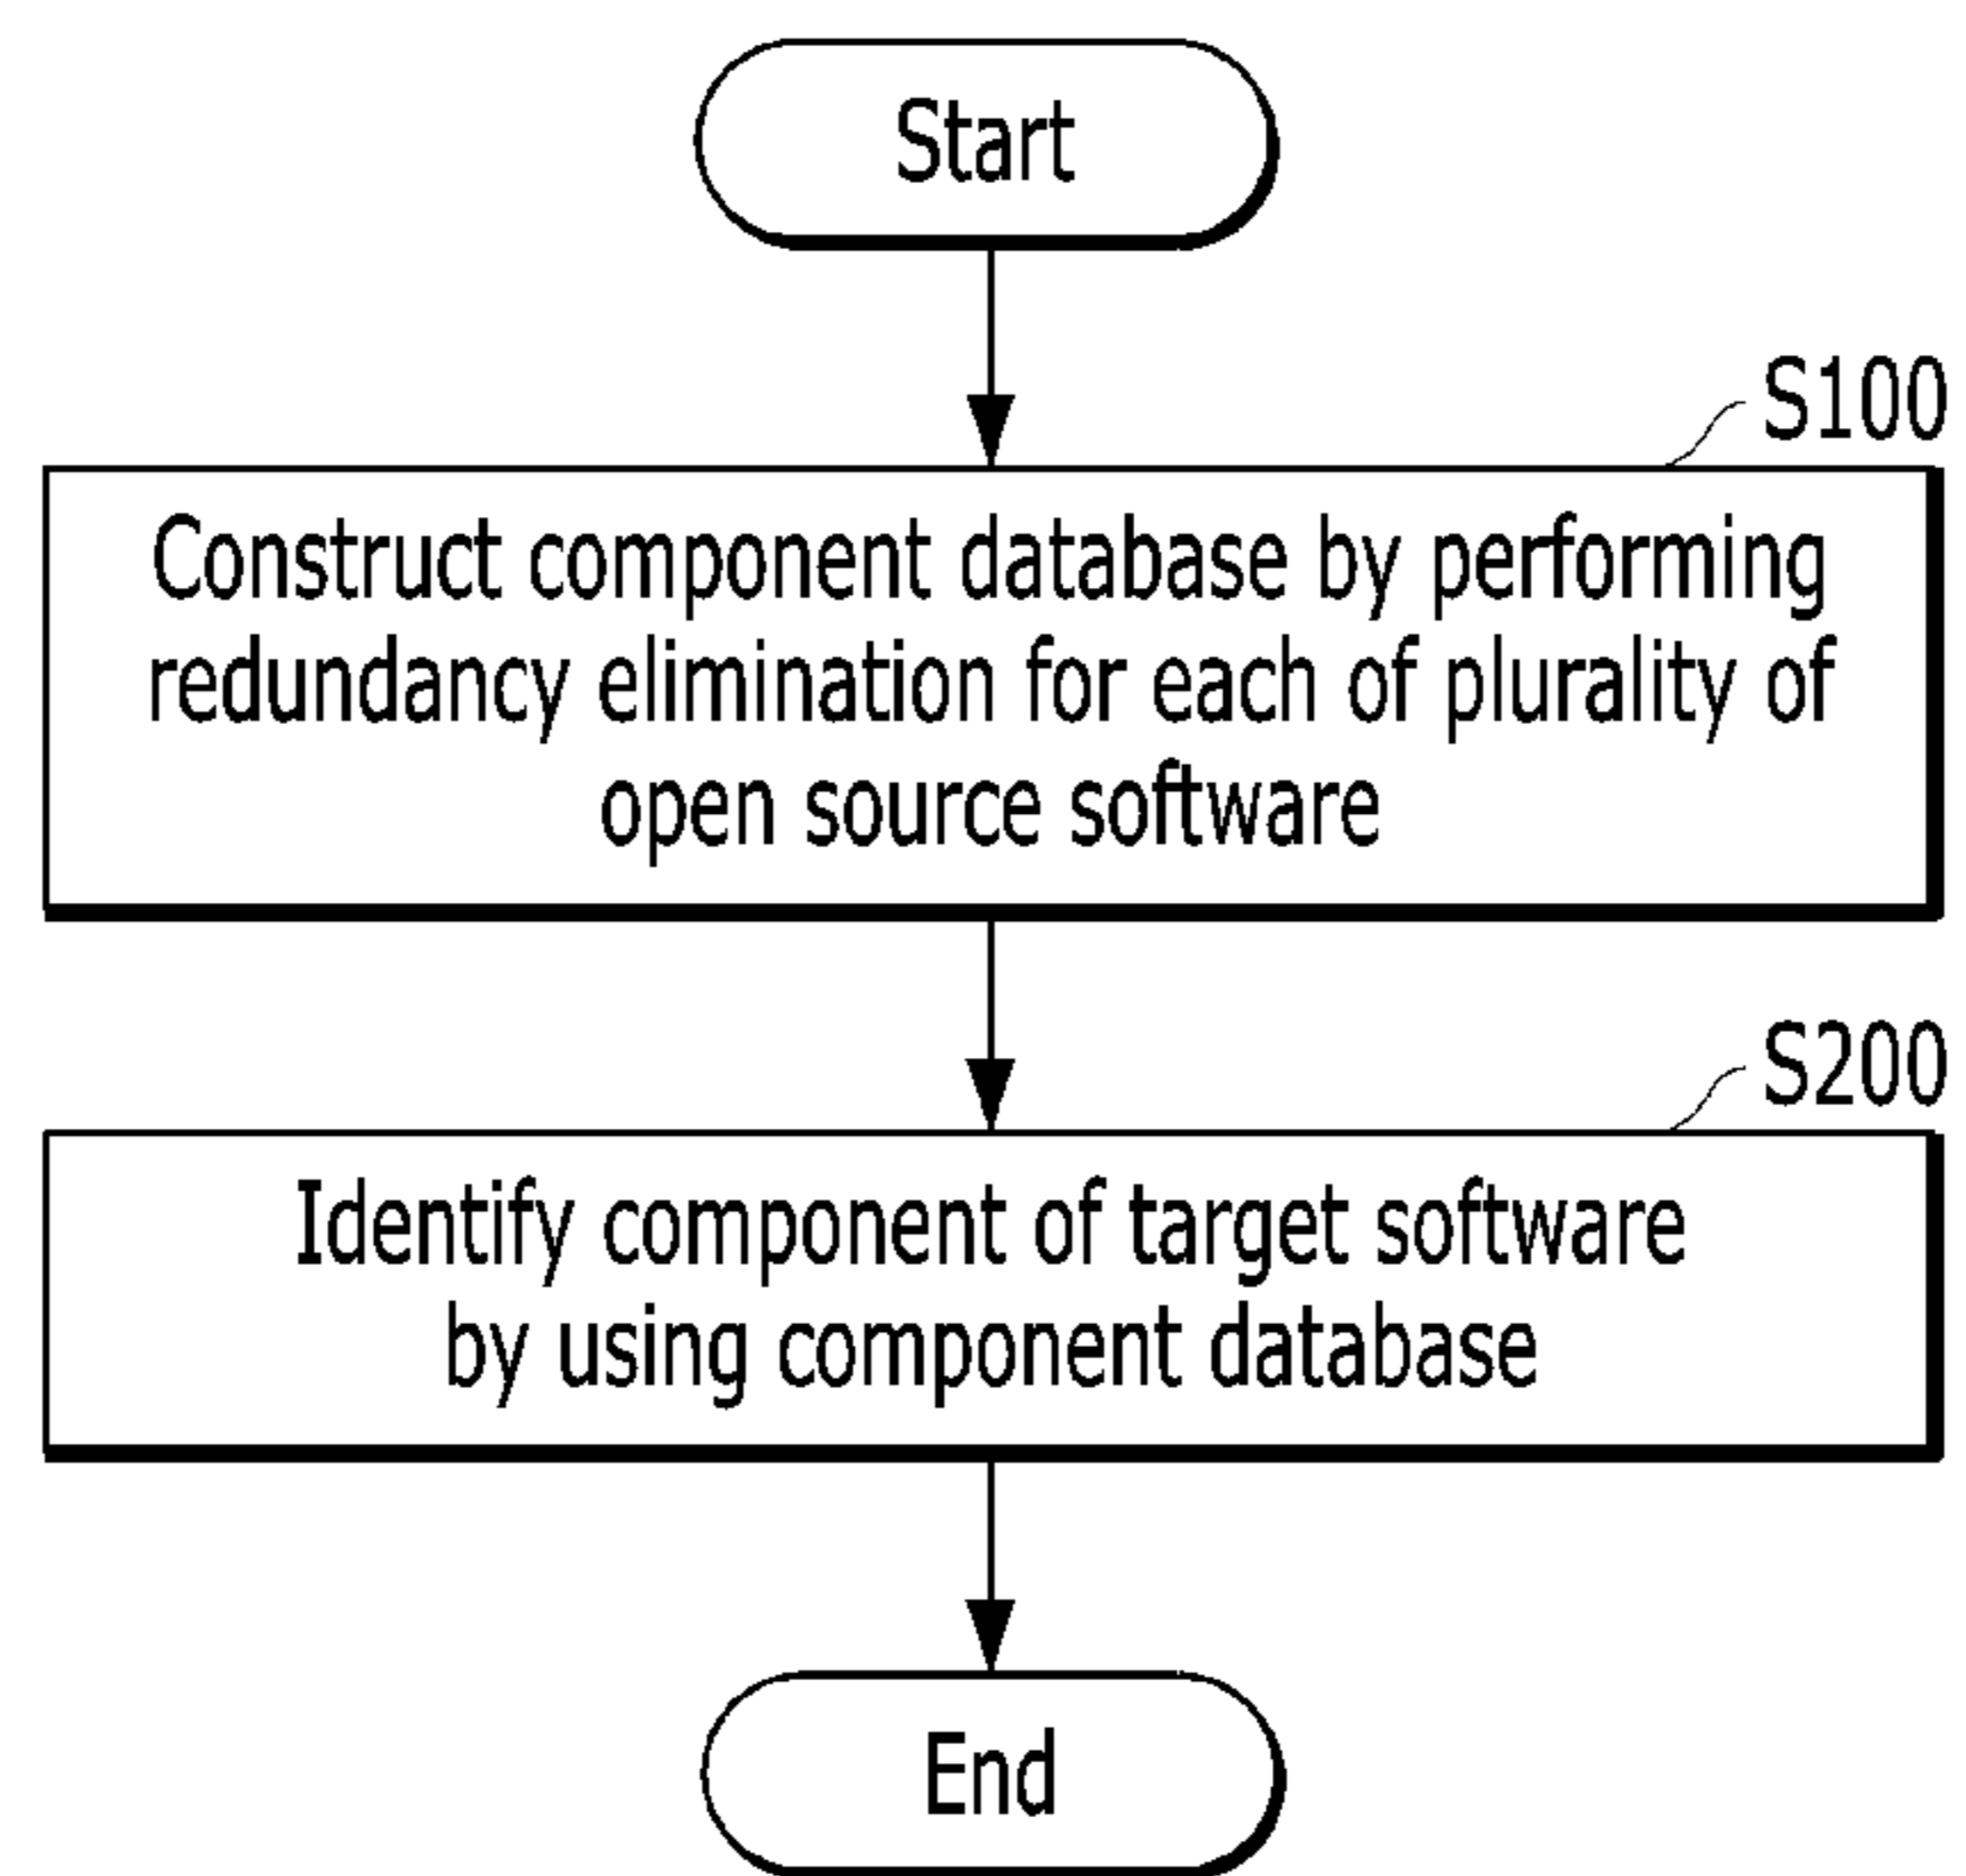 Start
S100
Construct component database by performing
redundancy elimination for each of plurality of
open source software
S200
Identify component of target software
by using component database
End